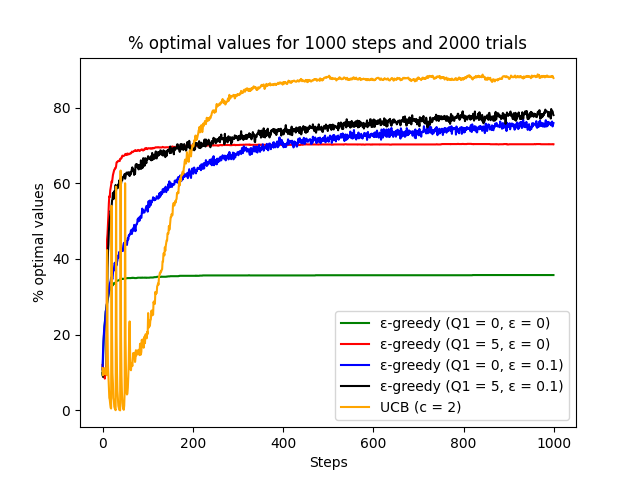 % optimal values for 1000 steps and 2000 trials
% optimal values
80
60
40
20
0
0 200 400 600 800 1000
Steps
ε-greedy (Q1 = 0, ε = 0)
ε-greedy (Q1 = 5, ε = 0)
ε-greedy (Q1 = 0, ε = 0.1)
ε-greedy (Q1 = 5, ε = 0.1)
UCB (c = 2)